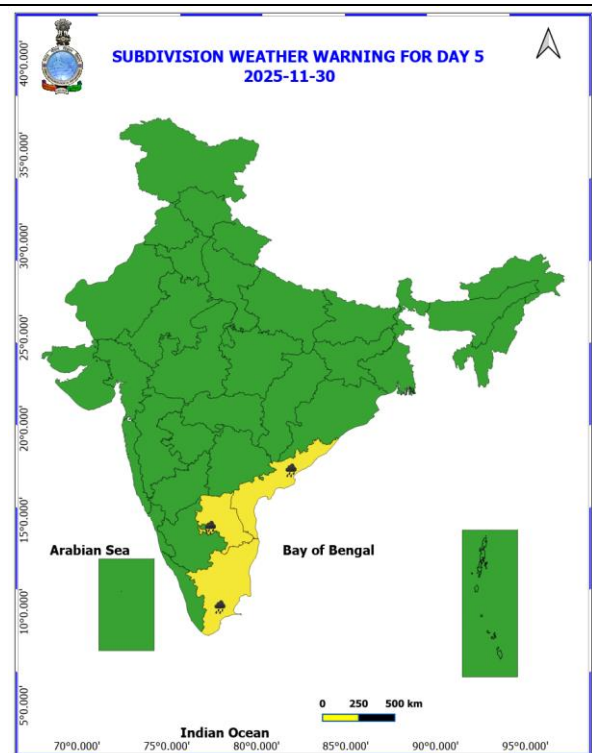 SUBDIVISION WEATHER WARNING FOR DAY 5
2025-11-30
40°0.000'
35°0.000'
30°0.000'
25°0.000'
20°0.000'
15°0.000'
10°0.000'
5°0.000'
Arabian Sea
Bay of Bengal
0 250 500 km
Indian Ocean
70°0.000' 75°0.000' 80°0.000' 85°0.000' 90°0.000' 95°0.000'